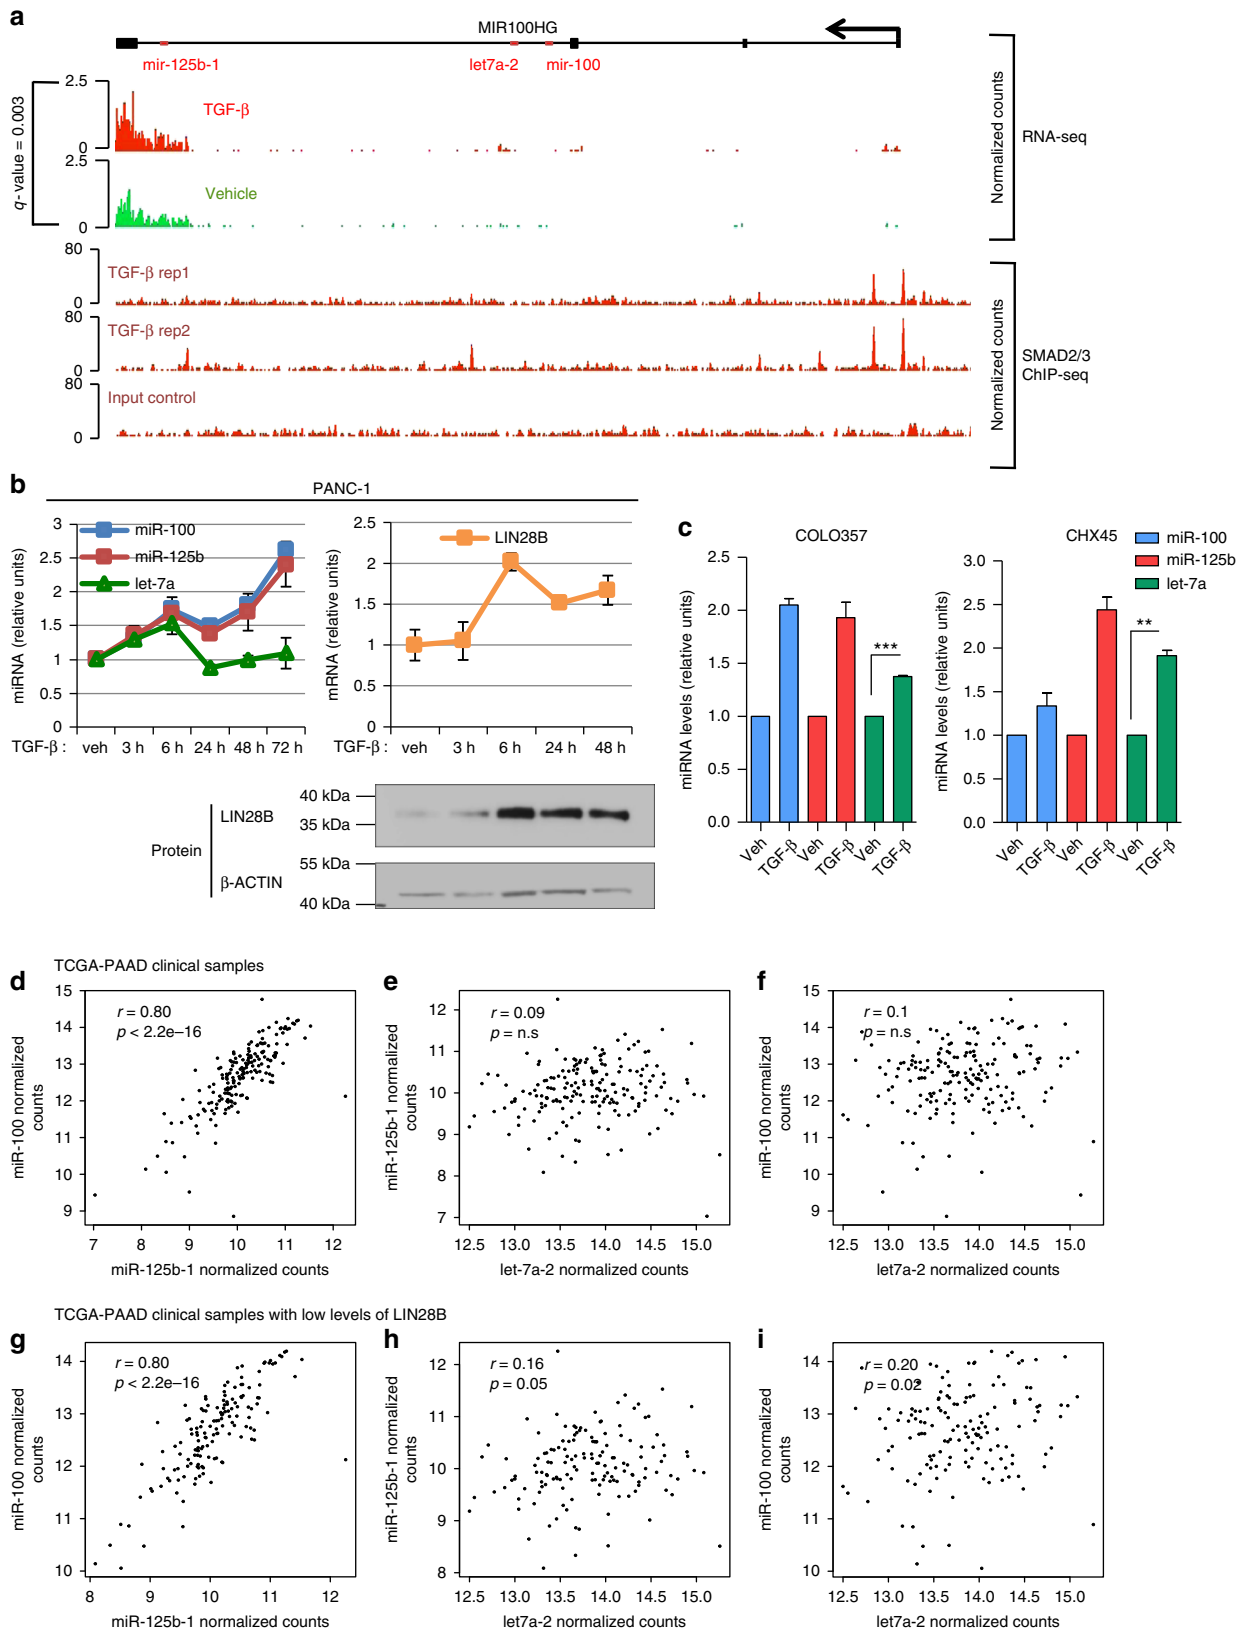 a
MIR100HG
mir-125b-1
let7a-2
mir-100
q- value = 0.003
2.5
0
TGF-β
2.5
0
Vehicle
Normalized counts
RNA-seq
80
0
TGF-β rep1
80
0
TGF-β rep2
80
0
Input control
Normalized counts
SMAD2/3
ChIP-seq
b
PANC-1
miRNA (relative units)
3
2.5
2
1.5
1
0.5
0
miR-100
miR-125b
let-7a
TGF-β : veh 3 h 6 h 24 h 48 h 72 h
mRNA (relative units)
2.5
2
1.5
1
0.5
0
LIN28B
TGF-β : veh 3 h 6 h 24 h 48 h
Protein
LIN28B
40 kDa
35 kDa
β-ACTIN
55 kDa
40 kDa
c
COLO357
miRNA levels (relative units)
2.5
2.0
1.5
1.0
0.5
0.0
***
Veh TGF-β Veh TGF-β Veh TGF-β
CHX45
miRNA levels (relative units)
3.0
2.5
2.0
1.5
1.0
0.5
0.0
**
Veh TGF-β Veh TGF-β Veh TGF-β
miR-100
miR-125b
let-7a
TCGA-PAAD clinical samples
d
r = 0.80
p < 2.2e−16
miR-100 normalized
counts
15
14
13
12
11
10
9
7 8 9 10 11 12
miR-125b-1 normalized counts
e
r = 0.09
p = n.s
miR-125b-1 normalized
counts
12
11
10
9
8
7
12.5 13.0 13.5 14.0 14.5 15.0
let-7a-2 normalized counts
f
r = 0.1
p = n.s
miR-100 normalized
counts
15
14
13
12
11
10
9
12.5 13.0 13.5 14.0 14.5 15.0
let7a-2 normalized counts
TCGA-PAAD clinical samples with low levels of LIN28B
g
r = 0.80
p < 2.2e−16
miR-100 normalized
counts
14
13
12
11
10
8 9 10 11 12
miR-125b-1 normalized counts
h
r = 0.16
p = 0.05
miR-125b-1 normalized
counts
12
11
10
9
8
12.5 13.0 13.5 14.0 14.5 15.0
let7a-2 normalized counts
i
r = 0.20
p = 0.02
miR-100 normalized
counts
14
13
12
11
10
12.5 13.0 13.5 14.0 14.5 15.0
let7a-2 normalized counts